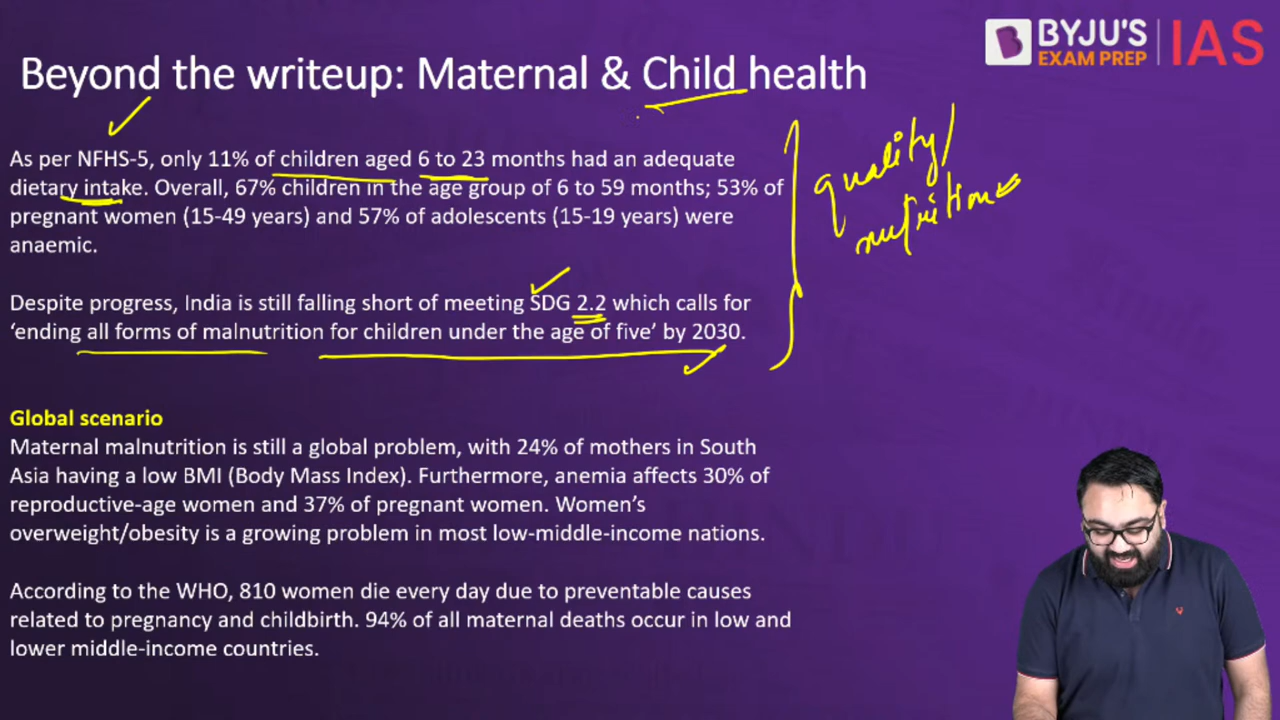 BYJU'S
EXAM PREP
IAS
Beyond the writeup: Maternal & Child health
As per NFHS-5, only 11% of children aged 6 to 23 months had an adequate
dietary intake. Overall, 67% children in the age group of 6 to 59 months; 53% of
pregnant women (15-49 years) and 57% of adolescents (15-19 years) were
anaemic.
quality/
nutrition
Despite progress, India is still falling short of meeting SDG 2.2 which calls for
‘ending all forms of malnutrition for children under the age of five’ by 2030.
Global scenario
Maternal malnutrition is still a global problem, with 24% of mothers in South
Asia having a low BMI (Body Mass Index). Furthermore, anemia affects 30% of
reproductive-age women and 37% of pregnant women. Women’s
overweight/obesity is a growing problem in most low-middle-income nations.
According to the WHO, 810 women die every day due to preventable causes
related to pregnancy and childbirth. 94% of all maternal deaths occur in low and
lower middle-income countries.